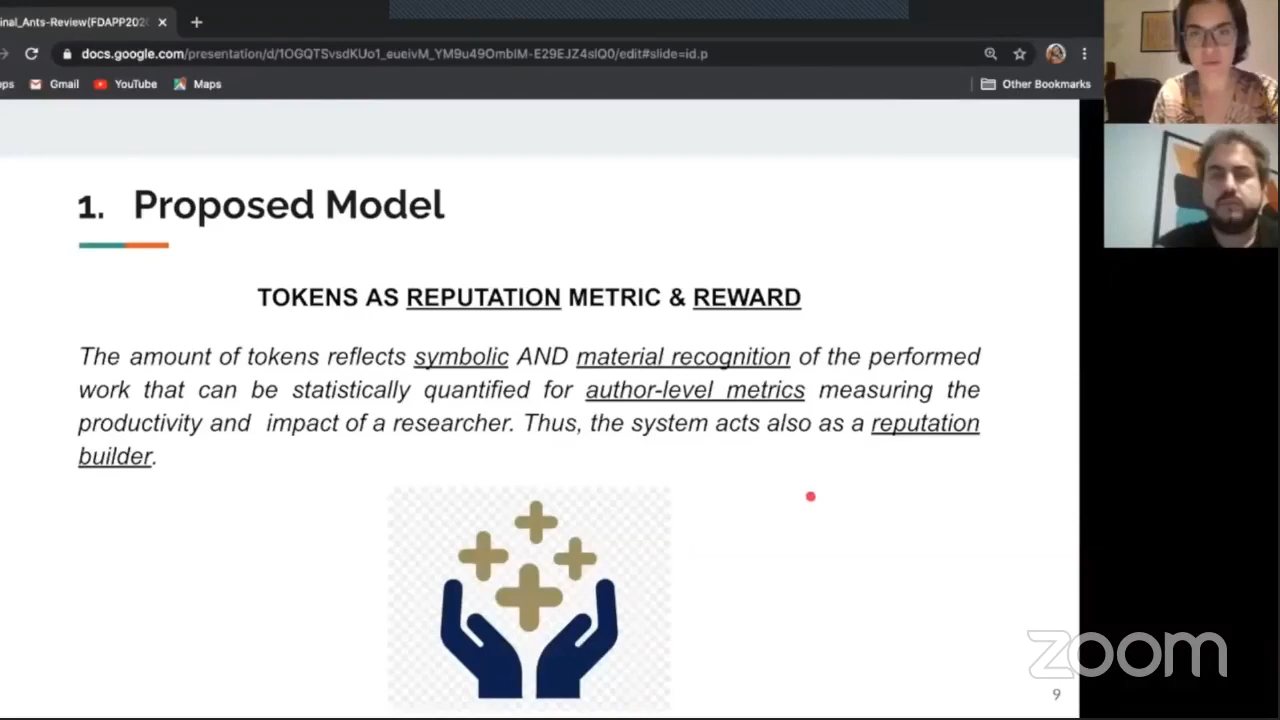 inal_Ants-Review(FDAPP202
docs.google.com/presentation/d/1OGQTSvsdKUo1_eueivM_YM9u49OmblM-E29EJZ4slQ0/edit#slide=id.p
ps Gmail YouTube Maps Other Bookmarks
1. Proposed Model
TOKENS AS REPUTATION METRIC & REWARD
The amount of tokens reflects symbolic AND material recognition of the performed
work that can be statistically quantified for author-level metrics measuring the
productivity and impact of a researcher. Thus, the system acts also as a reputation
builder.
zoom
9